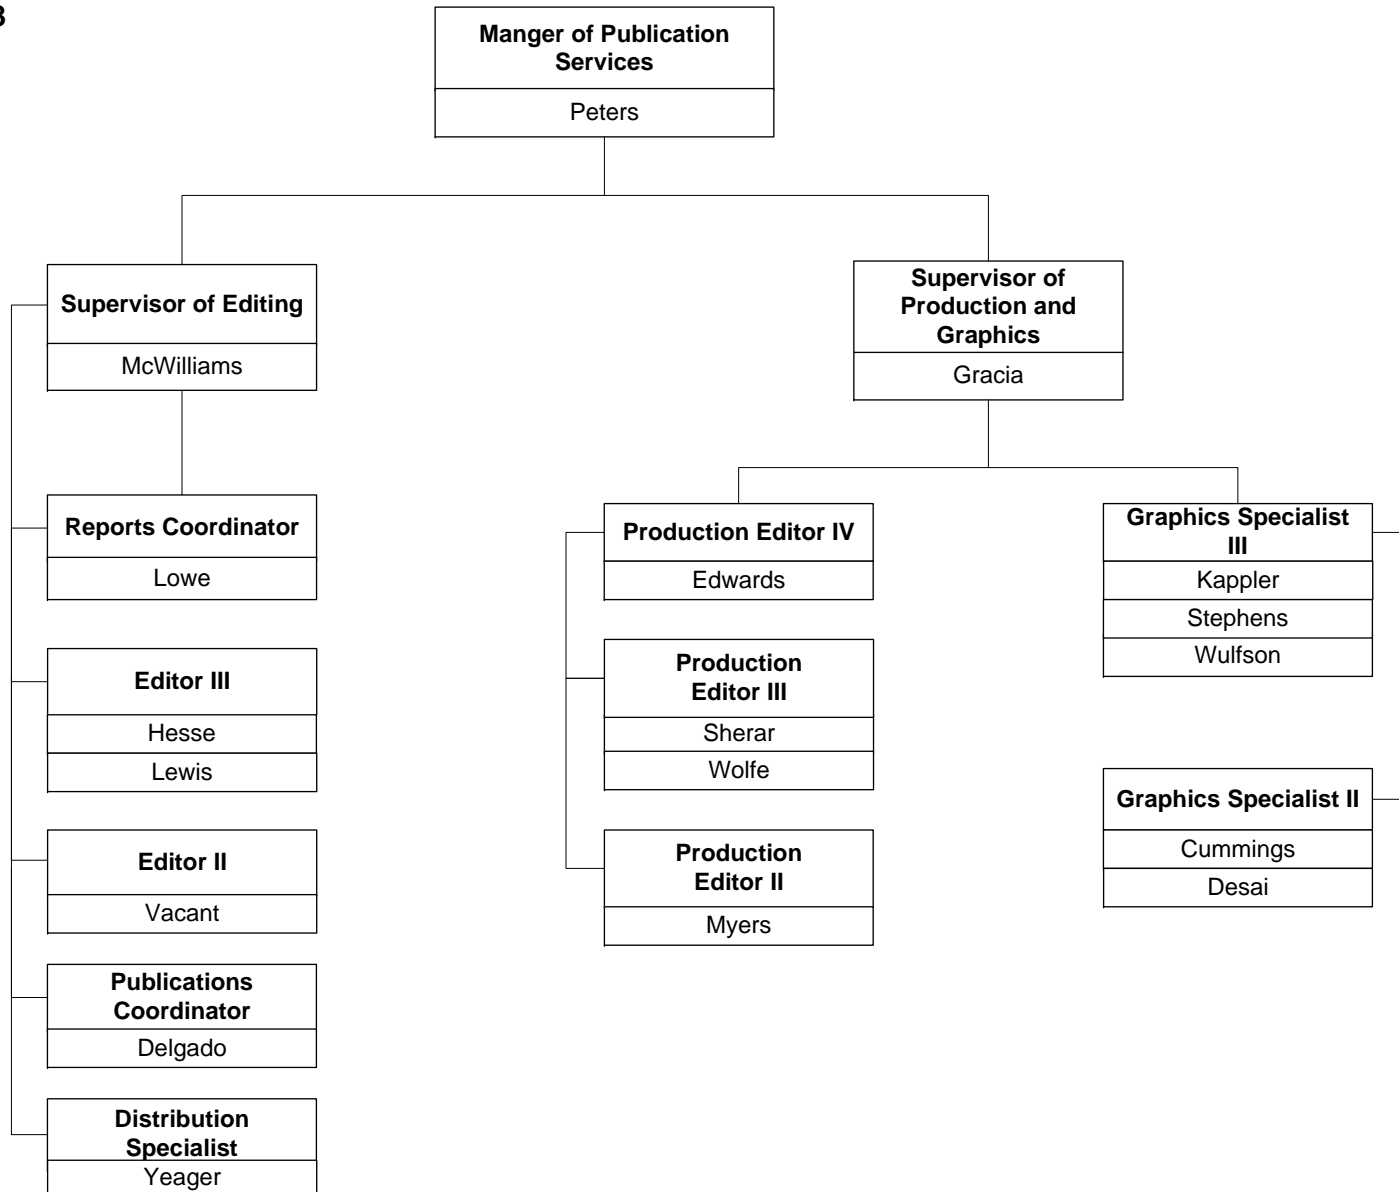 3
Manger of Publication
Services
Peters
Supervisor of Editing
McWilliams
Supervisor of
Production and
Graphics
Gracia
Reports Coordinator
Lowe
Editor III
Hesse
Lewis
Editor II
Vacant
Publications
Coordinator
Delgado
Distribution
Specialist
Yeager
Production Editor IV
Edwards
Production
Editor III
Sherar
Wolfe
Production
Editor II
Myers
Graphics Specialist
III
Kappler
Stephens
Wulfson
Graphics Specialist II
Cummings
Desai